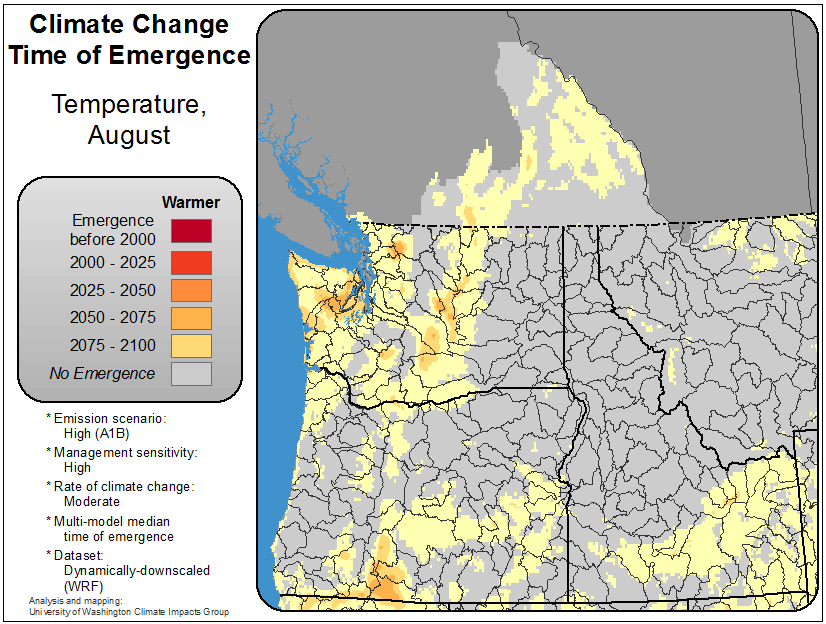 Climate Change
Time of Emergence
Temperature,
August
Warmer
Emergence
before 2000
2000 - 2025
2025 - 2050
2050 - 2075
2075 - 2100
No Emergence
* Emission scenario:
High (A1B)
* Management sensitivity:
High
* Rate of climate change:
Moderate
* Multi-model median
time of emergence
* Dataset:
Dynamically-downscaled
(WRF)
Analysis and mapping:
University of Washington Climate Impacts Group